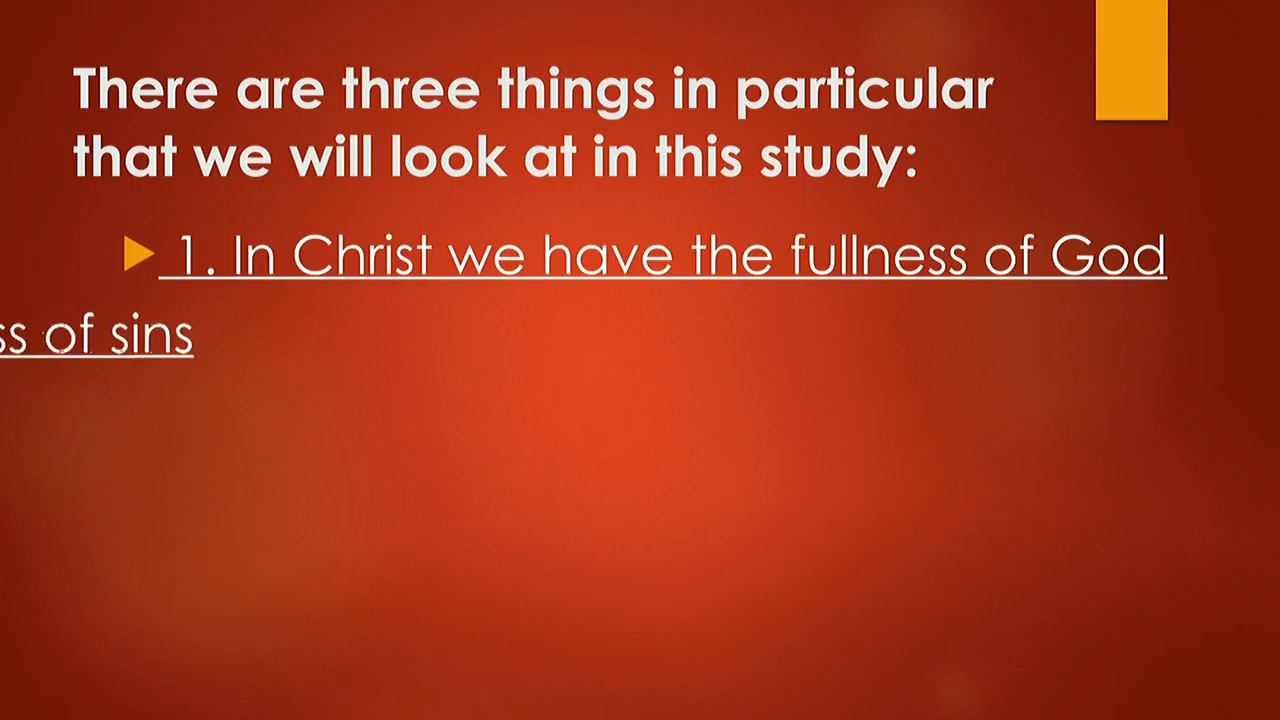 There are three things in particular
that we will look at in this study:
1. In Christ we have the fullness of God
of sins